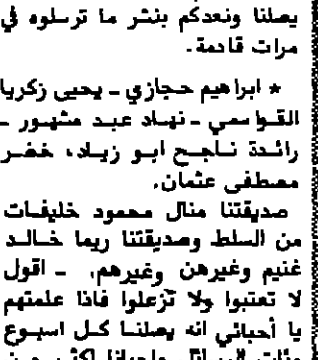 يصلنا ونعدكم بنشر ما ترسلوه في
مرات قادمة.
* ابراهيم حجازي ـ يحيى زكريا
القواسمي ـ نهاد عبد مشهور ـ
رائدة ناجح ابو زياد، خضر
مصطفى عثمان.
صديقتنا منال محمود خليفات
من السلط وصديقتنا ريما خالد
غنيم وغيرهن وغيرهم. ـ اقول
لا تعتبوا ولا تزعلوا فاذا علمتهم
يا أحبائي انه يصلنا كل اسبوع